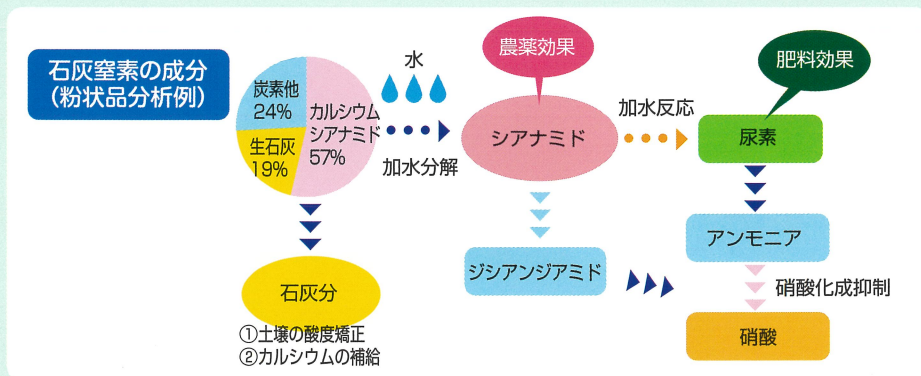 石灰窒素の成分
(粉状品分析例)
炭素他
24%
生石灰
19%
カルシウム
シアナミド
57%
水
加水分解
農薬効果
シアナミド
加水反応
肥料効果
尿素
アンモニア
ジシアンジアミド
硝酸化成抑制
硝酸
石灰分
①土壌の酸度矯正
②カルシウムの補給